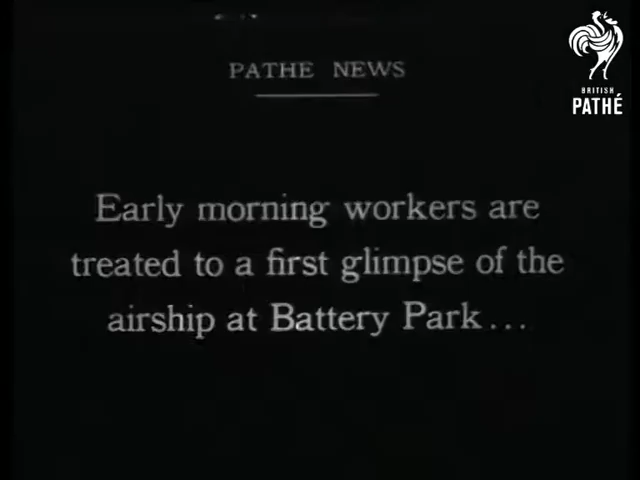 PATHE NEWS
BRITISH
PATHÉ
Early morning workers are
treated to a first glimpse of the
airship at Battery Park...